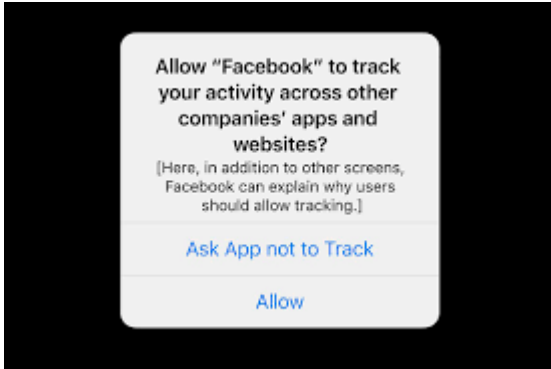 Allow “Facebook” to track
your activity across other
companies’ apps and
websites?
[Here, in addition to other screens,
Facebook can explain why users
should allow tracking.]
Ask App not to Track
Allow